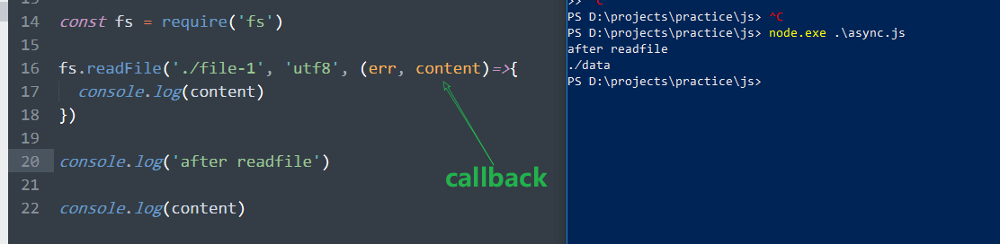 14 const fs = require('fs')
15
16 fs.readFile('./file-1', 'utf8', (err, content)=>{
17 console.log(content)
18 })
19
20 console.log('after readfile')
21
22 console.log(content)
callback
PS D:\projects\practice\js> ^C
PS D:\projects\practice\js> node.exe .\async.js
after readfile
./data
PS D:\projects\practice\js>